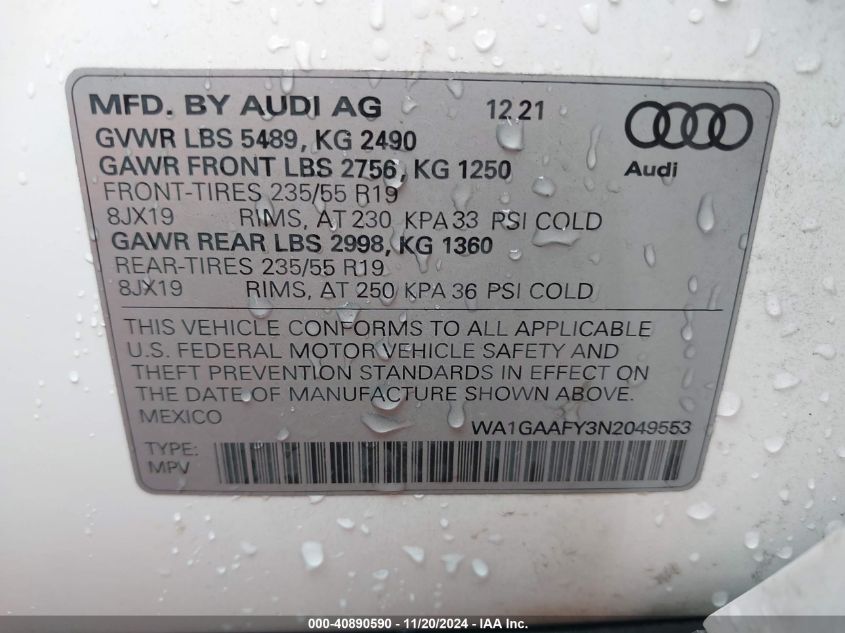 MFD. BY AUDI AG 12.21
GVWR LBS 5489, KG 2490
GAWR FRONT LBS 2756, KG 1250
Audi
FRONT-TIRES 235/55 R19
8JX19 RIMS, AT 230 KPA 33 PSI COLD
GAWR REAR LBS 2998, KG 1360
REAR-TIRES 235/55 R19
8JX19 RIMS, AT 250 KPA 36 PSI COLD
THIS VEHICLE CONFORMS TO ALL APPLICABLE
U.S. FEDERAL MOTOR VEHICLE SAFETY AND
THEFT PREVENTION STANDARDS IN EFFECT ON
THE DATE OF MANUFACTURE SHOWN ABOVE.
MEXICO WA1GAAFY3N2049553
TYPE:
MPV
000-40890590 - 11/20/2024 - IAAI.COM